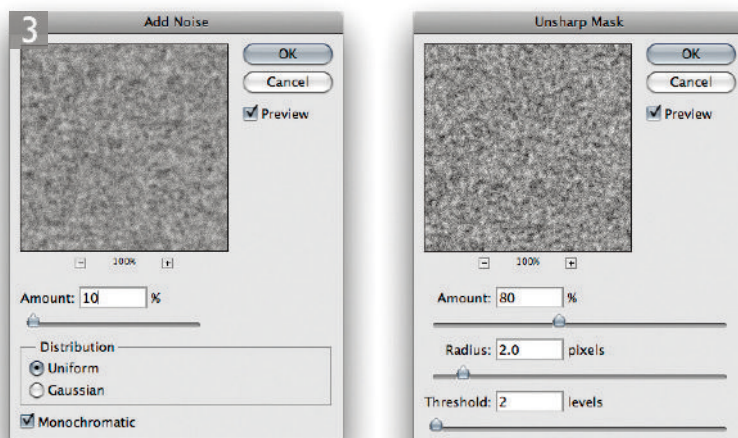 3
Add Noise
OK
Cancel
Preview
100%
Amount: 10 %
Distribution
Uniform
Gaussian
Monochromatic
Unsharp Mask
OK
Cancel
Preview
100%
Amount: 80 %
Radius: 2.0 pixels
Threshold: 2 levels